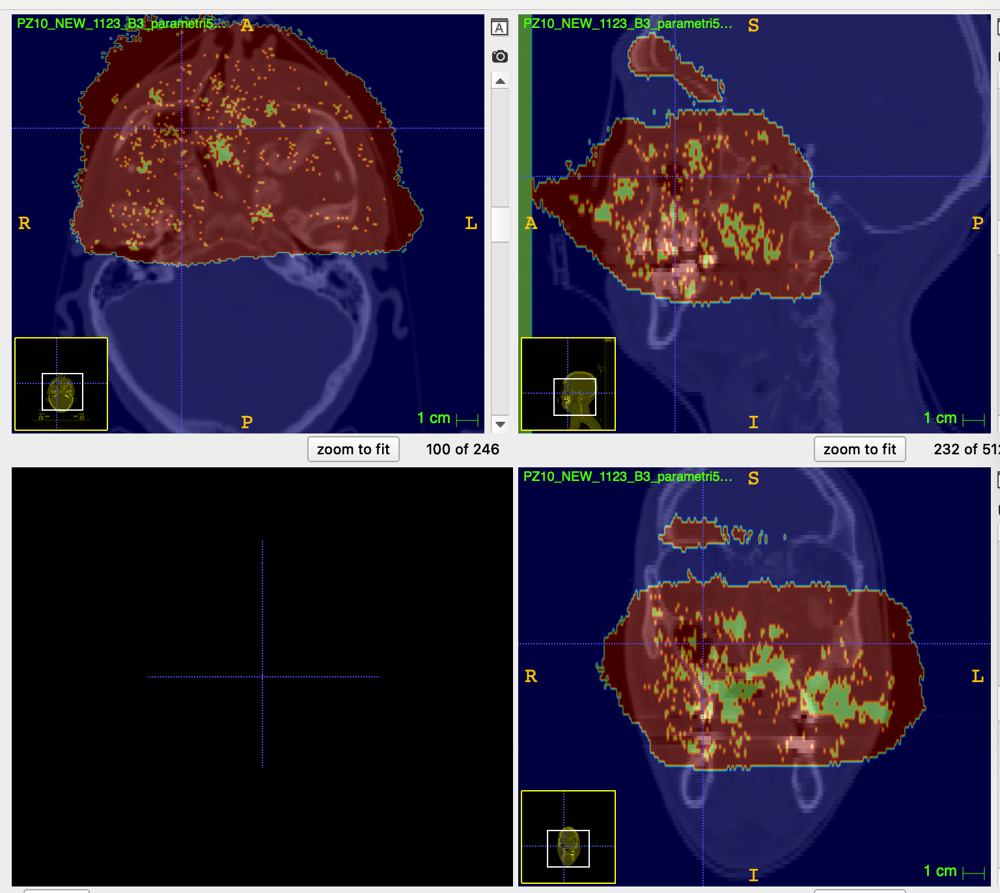 PZ10_NEW_1123_B3_parametri5...
A
A
R
L
P
1 cm
zoom to fit
100 of 246
PZ10_NEW_1123_B3_parametri5...
S
A
P
I
1 cm
zoom to fit
232 of 512
PZ10_NEW_1123_B3_parametri5...
S
R
L
I
1 cm